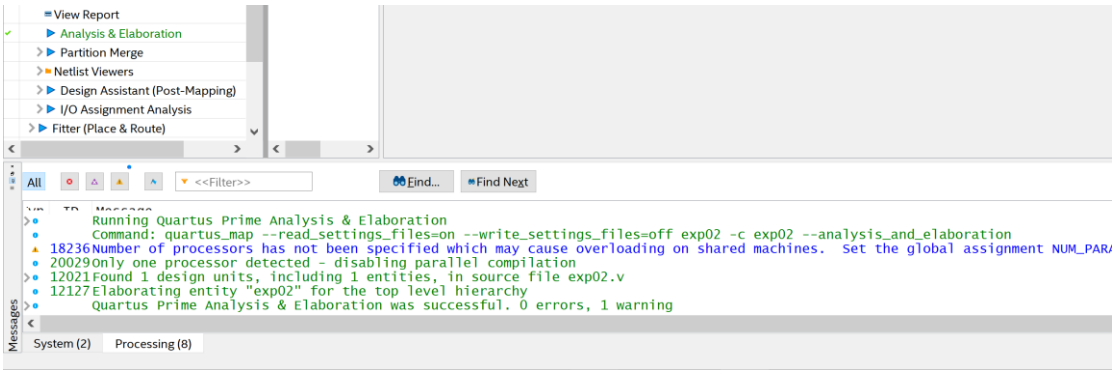 View Report
Analysis & Elaboration
Partition Merge
Netlist Viewers
Design Assistant (Post-Mapping)
I/O Assignment Analysis
Fitter (Place & Route)
All
<<Filter>>
Find...
Find Next
ID Message
Running Quartus Prime Analysis & Elaboration
Command: quartus_map --read_settings_files=on --write_settings_files=off exp02 -c exp02 --analysis_and_elaboration
18236 Number of processors has not been specified which may cause overloading on shared machines. Set the global assignment NUM_PARA
20029 Only one processor detected - disabling parallel compilation
12021 Found 1 design units, including 1 entities, in source file exp02.v
12127 Elaborating entity "exp02" for the top level hierarchy
Quartus Prime Analysis & Elaboration was successful. 0 errors, 1 warning
Messages
System (2) Processing (8)